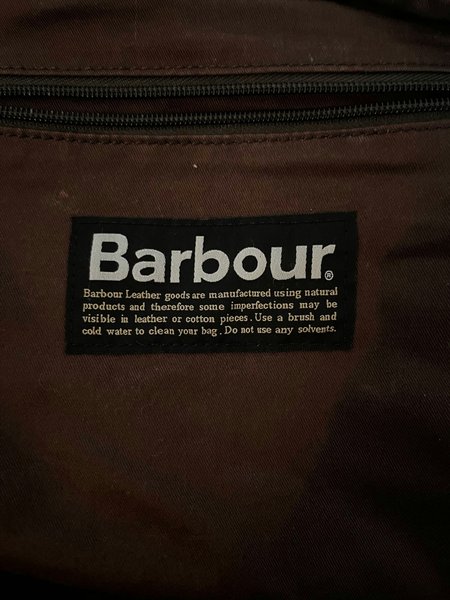 Barbour®
Barbour Leather goods are manufactured using natural
products and therefore some imperfections may be
visible in leather or cotton pieces. Use a brush and
cold water to clean your bag. Do not use any solvents.